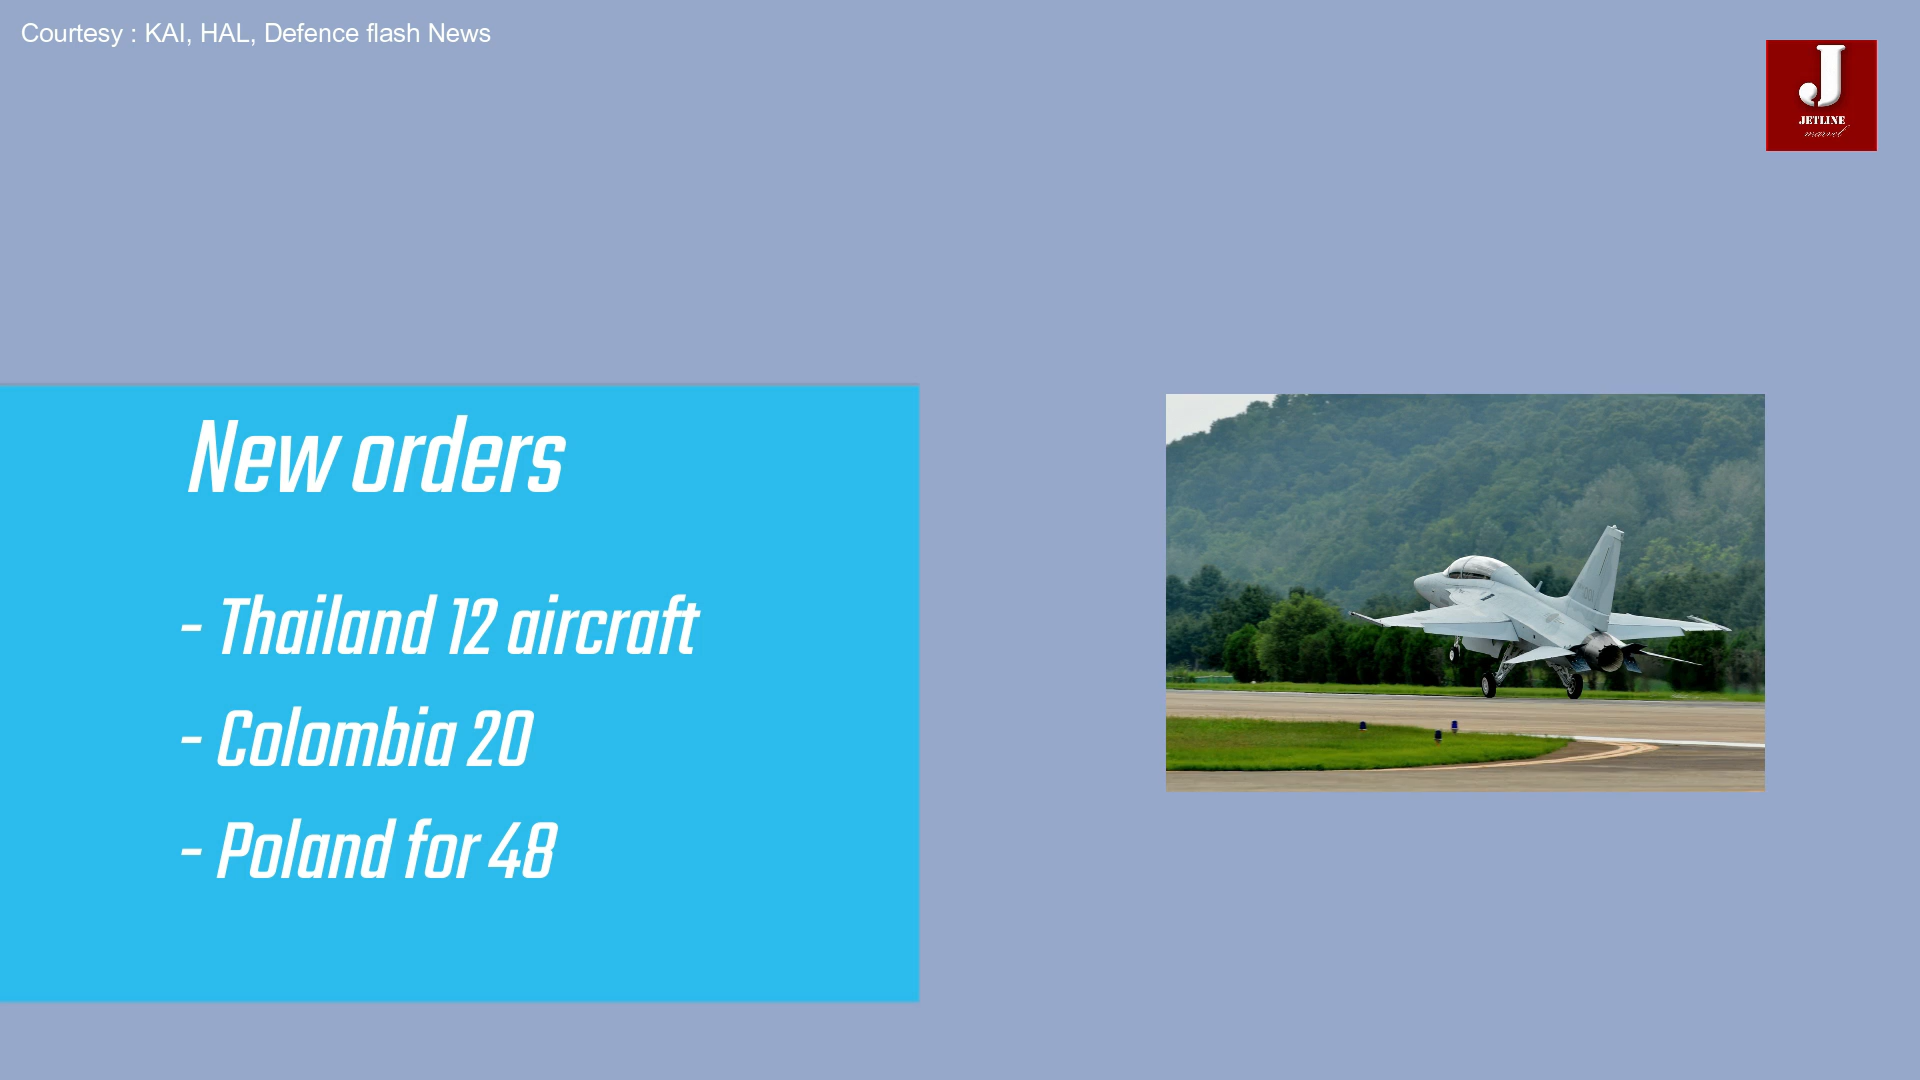 Courtesy : KAI, HAL, Defence flash News
J
JETLINE
marvel
New orders
- Thailand 12 aircraft
- Colombia 20
- Poland for 48